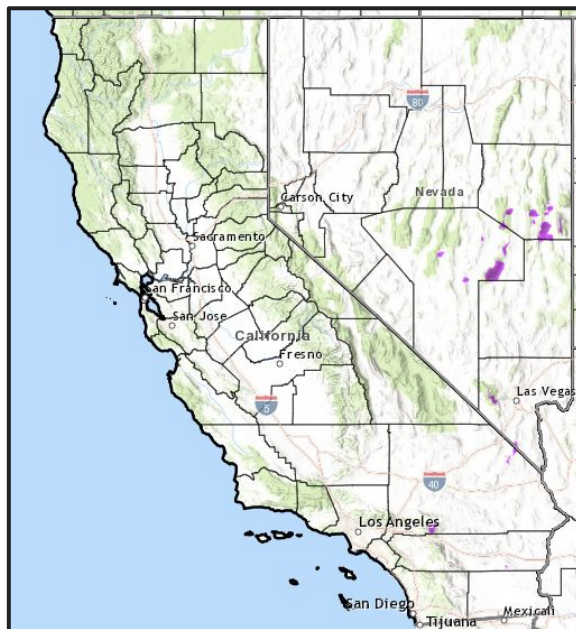 80
Carson City
Nevada
Sacramento
San Francisco
San Jose
California
Fresno
Las Vegas
5
40
Los Angeles
San Diego
Mexicali
Tijuana